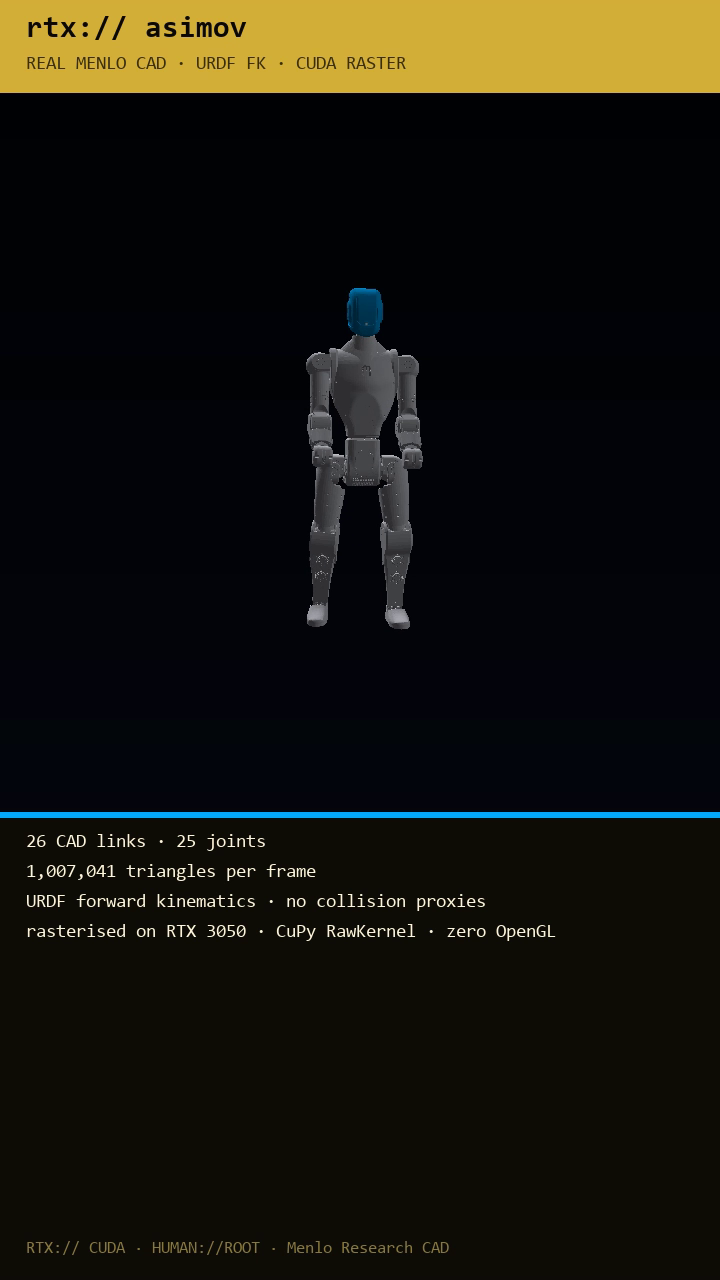 rtx:// asimov
REAL MENLO CAD · URDF FK · CUDA RASTER
26 CAD links · 25 joints
1,007,041 triangles per frame
URDF forward kinematics · no collision proxies
rasterised on RTX 3050 · CuPy RawKernel · zero OpenGL
RTX:// CUDA · HUMAN://ROOT · Menlo Research CAD